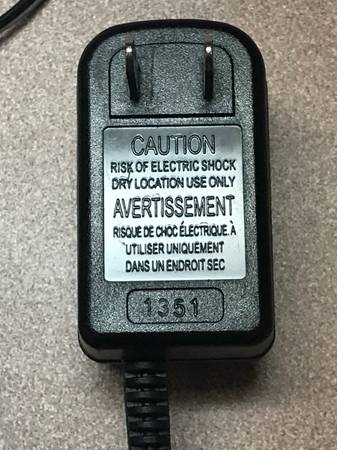 CAUTION
RISK OF ELECTRIC SHOCK
DRY LOCATION USE ONLY
AVERTISSEMENT
RISQUE DE CHOC ÉLECTRIQUE. À
UTILISER UNIQUEMENT
DANS UN ENDROIT SEC
1351